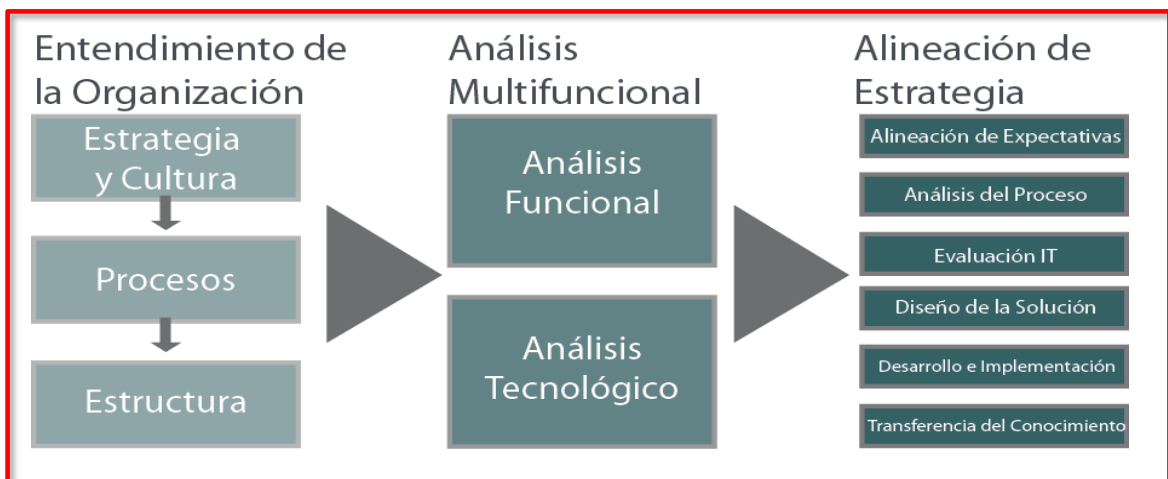 Entendimiento de
la Organización
Estrategia
y Cultura
Procesos
Estructura
Análisis
Multifuncional
Análisis
Funcional
Análisis
Tecnológico
Alineación de
Estrategia
Alineación de Expectativas
Análisis del Proceso
Evaluación IT
Diseño de la Solución
Desarrollo e Implementación
Transferencia del Conocimiento